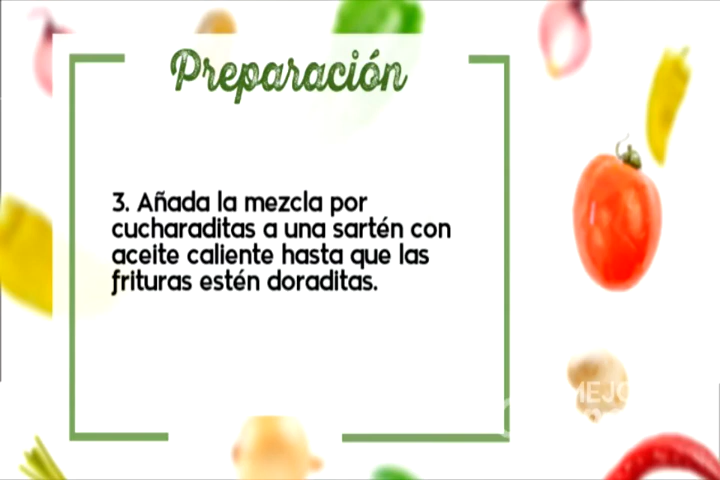 Preparación
3. Añada la mezcla por
cucharaditas a una sartén con
aceite caliente hasta que las
frituras estén doraditas.